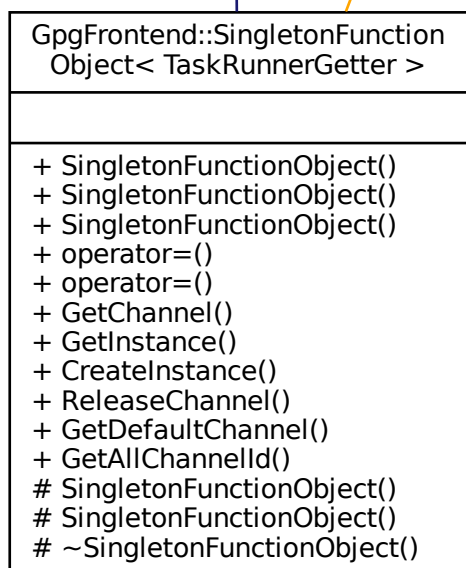 GpgFrontend::SingletonFunction
Object< TaskRunnerGetter >
+ SingletonFunctionObject()
+ SingletonFunctionObject()
+ SingletonFunctionObject()
+ operator=()
+ operator=()
+ GetChannel()
+ GetInstance()
+ CreateInstance()
+ ReleaseChannel()
+ GetDefaultChannel()
+ GetAllChannelId()
# SingletonFunctionObject()
# SingletonFunctionObject()
# ~SingletonFunctionObject()